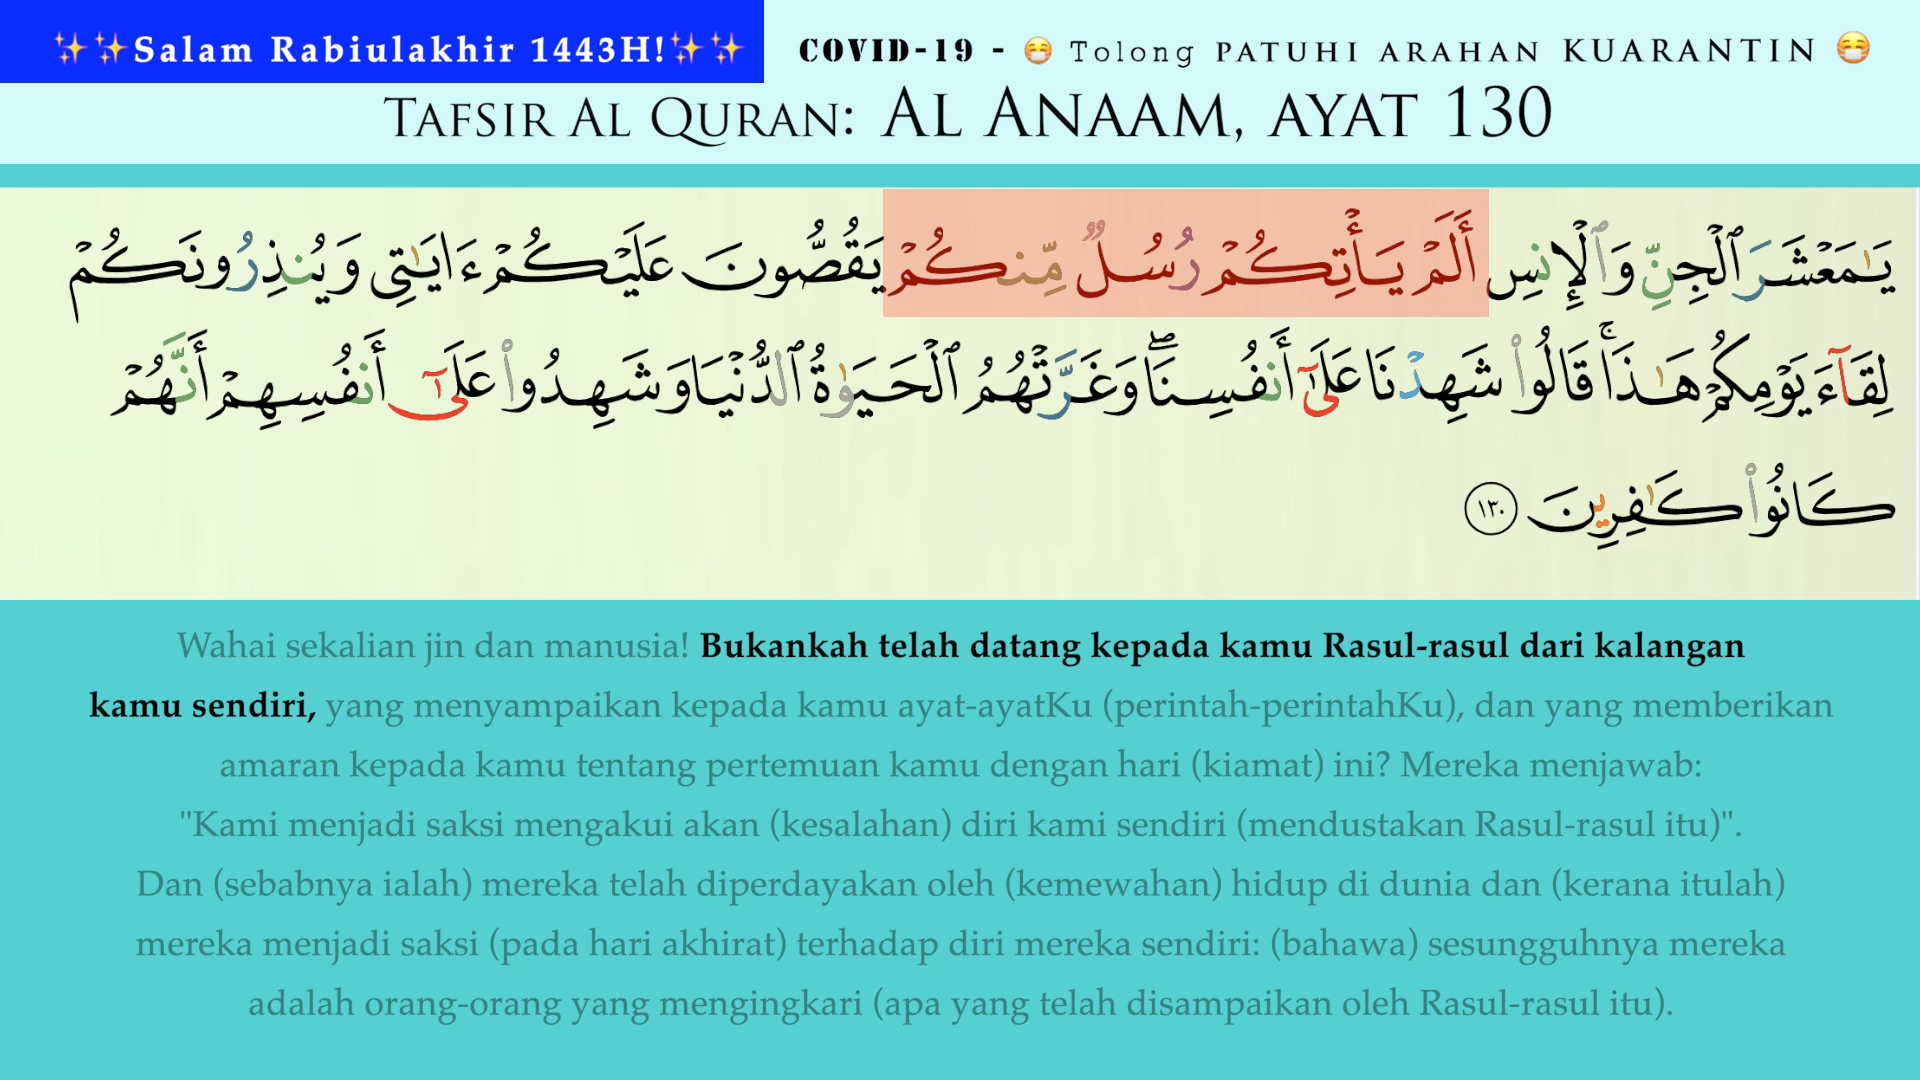 ✨✨Salam Rabiulakhir 1443H!✨✨
COVID-19 - 😷 Tolong PATUHI ARAHAN KUARANTIN 😷
TAFSIR AL QURAN: AL ANAAM, AYAT 130
يَـٰمَعْشَرَ ٱلْجِنِّ وَٱلْإِنسِ أَلَمْ يَأْتِكُمْ رُسُلٌ مِّنكُمْ يَقُصُّونَ عَلَيْكُمْ ءَايَـٰتِى وَيُنذِرُونَكُمْ
لِقَآءَ يَوْمِكُمْ هَـٰذَا ۚ قَالُوا۟ شَهِدْنَا عَلَىٰٓ أَنفُسِنَا ۖ وَغَرَّتْهُمُ ٱلْحَيَوٰةُ ٱلدُّنْيَا وَشَهِدُوا۟ عَلَىٰٓ أَنفُسِهِمْ أَنَّهُمْ
كَانُوا۟ كَـٰفِرِينَ ١٣٠
Wahai sekalian jin dan manusia! Bukankah telah datang kepada kamu Rasul-rasul dari kalangan
kamu sendiri, yang menyampaikan kepada kamu ayat-ayatKu (perintah-perintahKu), dan yang memberikan
amaran kepada kamu tentang pertemuan kamu dengan hari (kiamat) ini? Mereka menjawab:
"Kami menjadi saksi mengakui akan (kesalahan) diri kami sendiri (mendustakan Rasul-rasul itu)".
Dan (sebabnya ialah) mereka telah diperdayakan oleh (kemewahan) hidup di dunia dan (kerana itulah)
mereka menjadi saksi (pada hari akhirat) terhadap diri mereka sendiri: (bahawa) sesungguhnya mereka
adalah orang-orang yang mengingkari (apa yang telah disampaikan oleh Rasul-rasul itu).